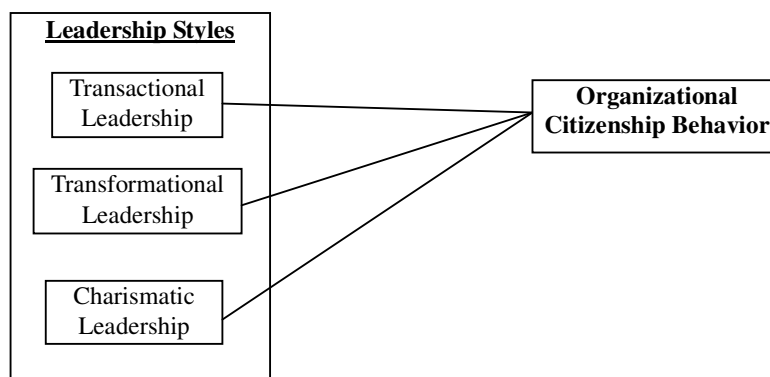 Leadership Styles
Transactional
Leadership
Transformational
Leadership
Charismatic
Leadership
Organizational
Citizenship Behavior